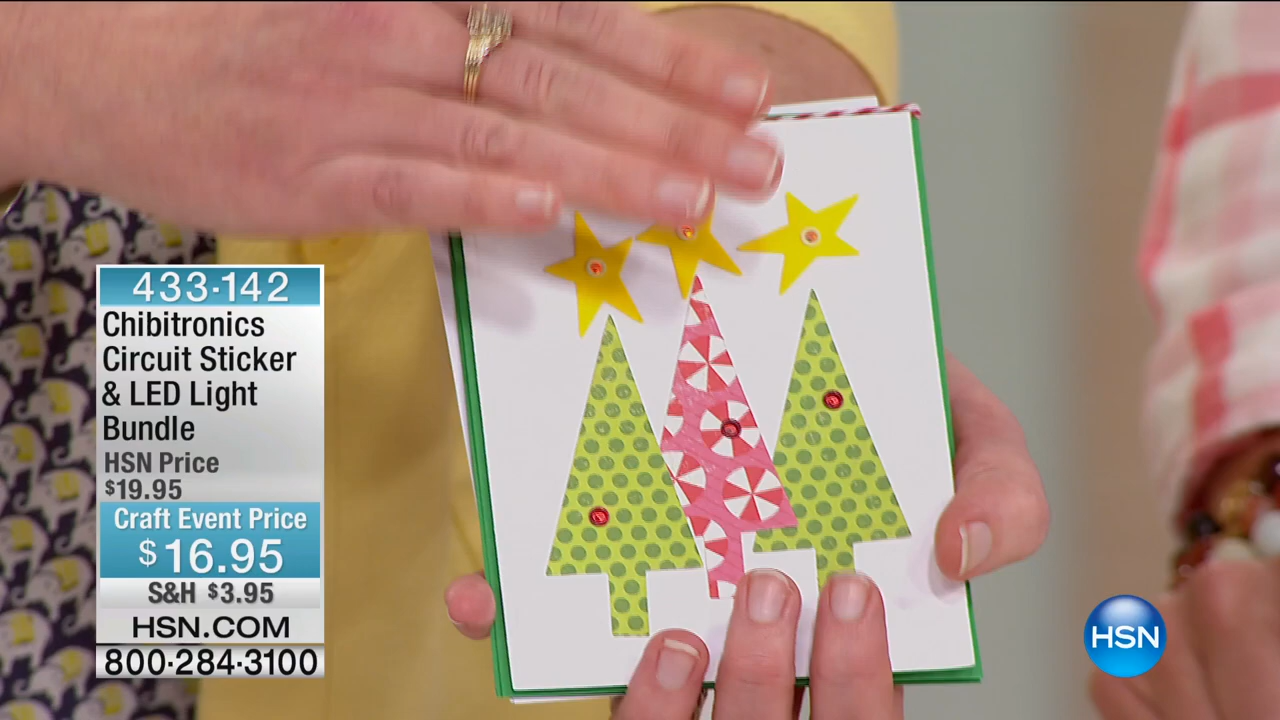 433·142
Chibitronics
Circuit Sticker
& LED Light
Bundle
HSN Price
$19.95
Craft Event Price
$16.95
S&H $3.95
HSN.COM
800·284·3100
HSN